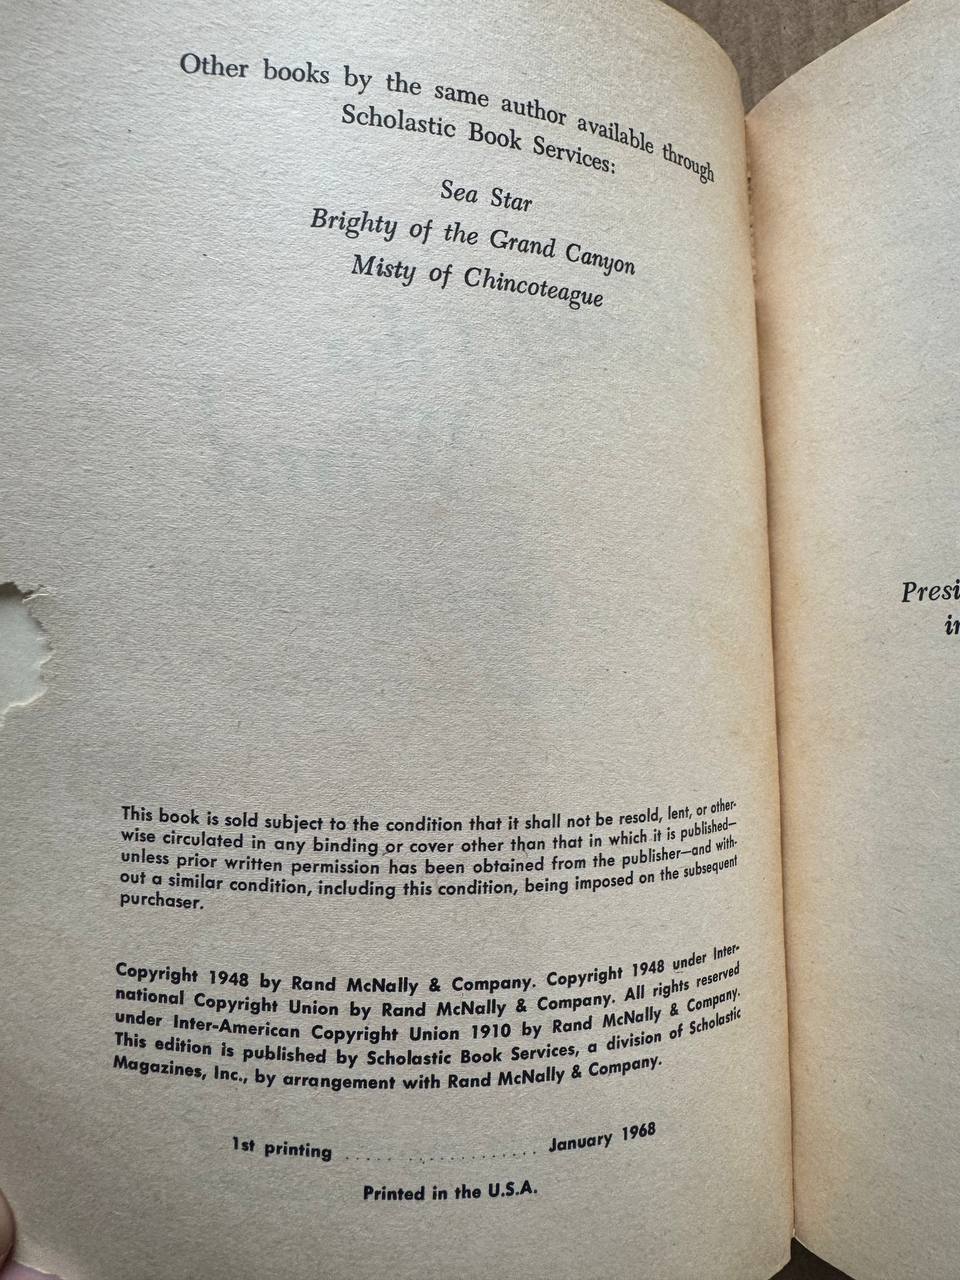 Other books by the same author available through
Scholastic Book Services:
Sea Star
Brighty of the Grand Canyon
Misty of Chincoteague
This book is sold subject to the condition that it shall not be resold, lent, or other-
wise circulated in any binding or cover other than that in which it is published—
unless prior written permission has been obtained from the publisher—and with-
out a similar condition, including this condition, being imposed on the subsequent
purchaser.
Copyright 1948 by Rand McNally & Company. Copyright 1948 under Inter-
national Copyright Union by Rand McNally & Company. All rights reserved
under Inter-American Copyright Union 1910 by Rand McNally & Company.
This edition is published by Scholastic Book Services, a division of Scholastic
Magazines, Inc., by arrangement with Rand McNally & Company.
1st printing .................... January 1968
Printed in the U.S.A.